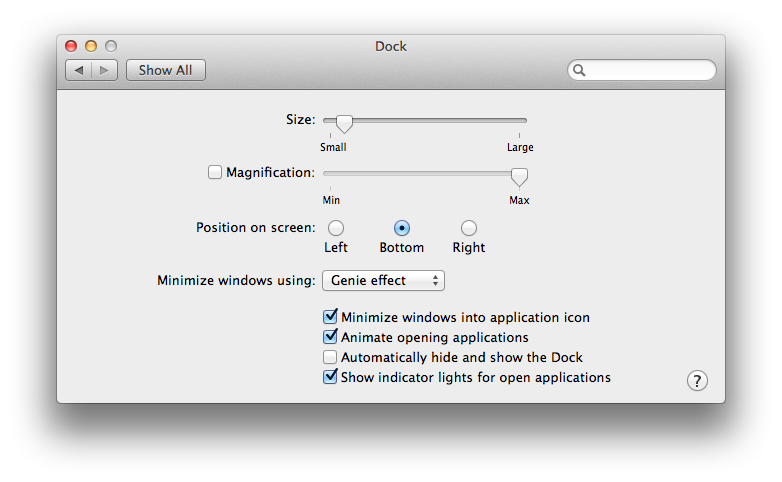 Dock
Show All
Size:
Small Large
Magnification:
Min Max
Position on screen:
Left Bottom Right
Minimize windows using: Genie effect
Minimize windows into application icon
Animate opening applications
Automatically hide and show the Dock
Show indicator lights for open applications
?